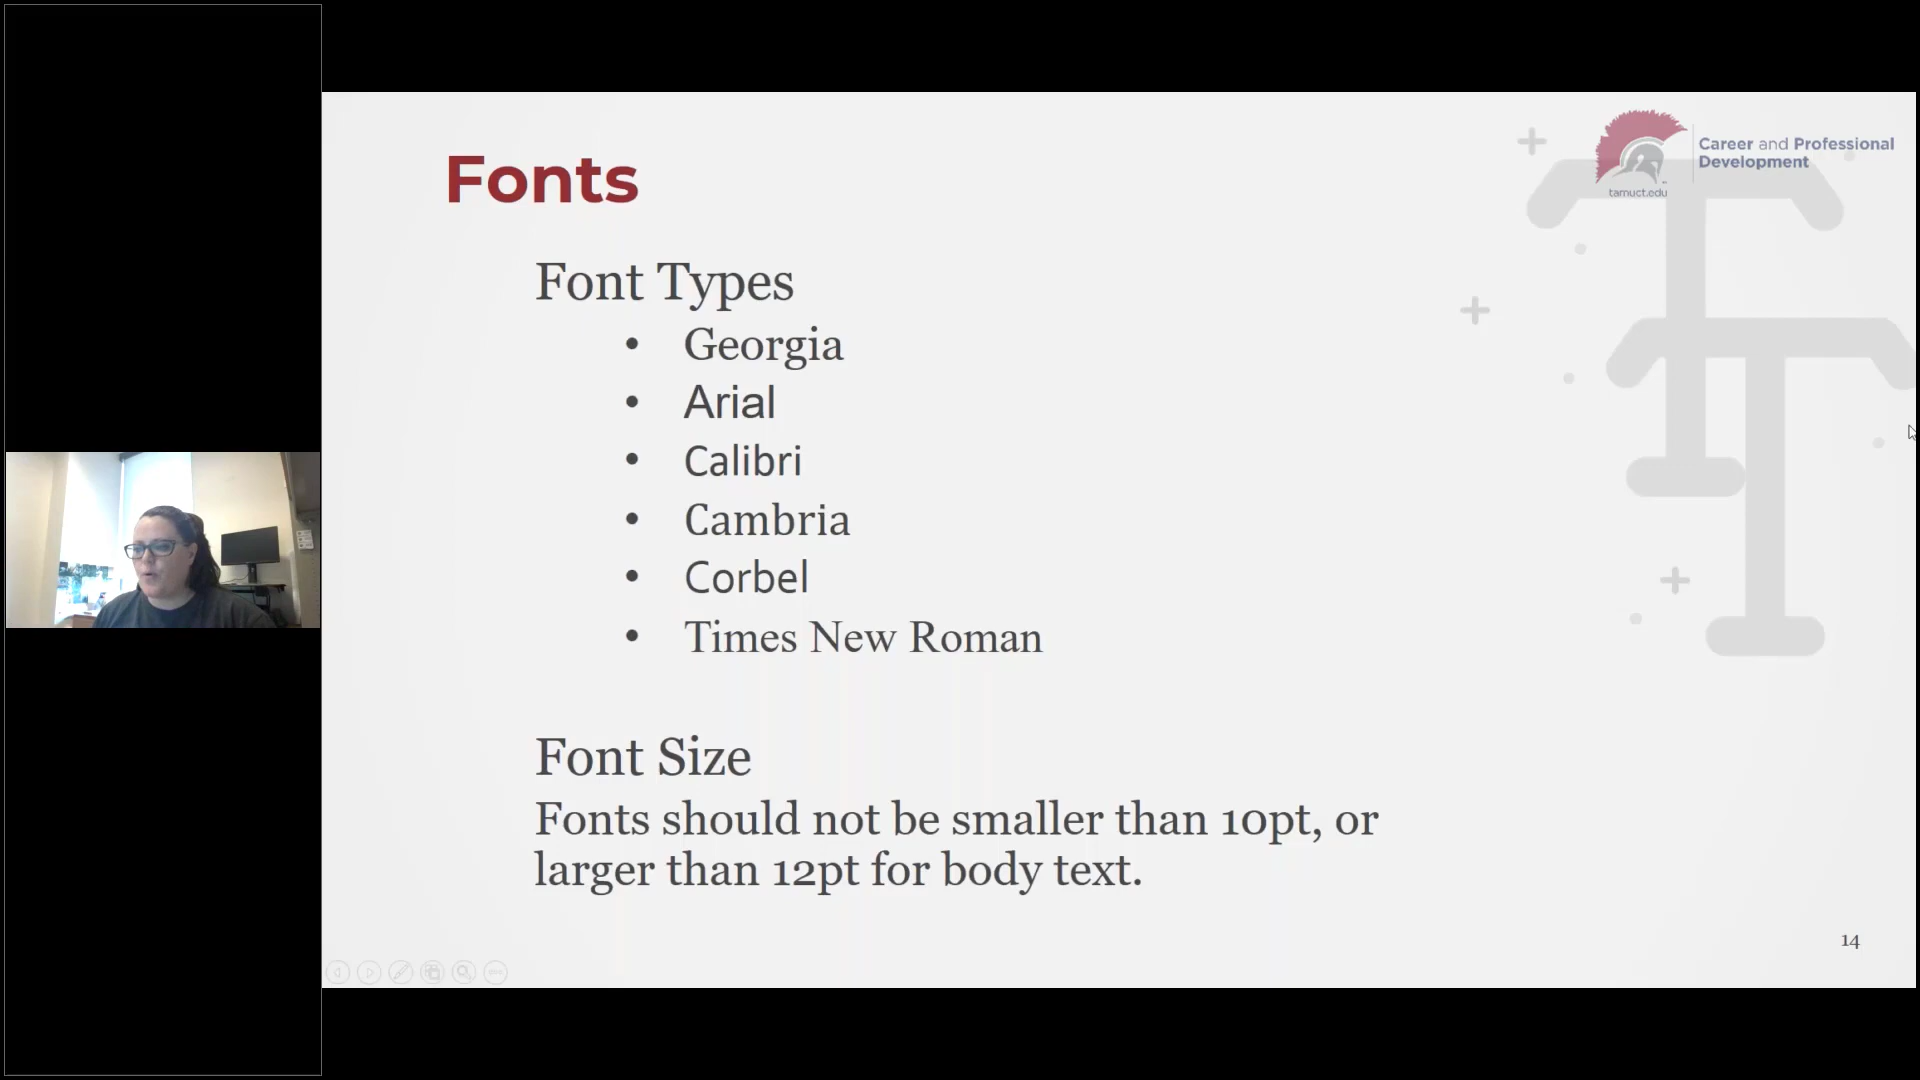 Fonts
Career and Professional
Development
tamuct.edu
Font Types
• Georgia
• Arial
• Calibri
• Cambria
• Corbel
• Times New Roman
Font Size
Fonts should not be smaller than 10pt, or
larger than 12pt for body text.
14